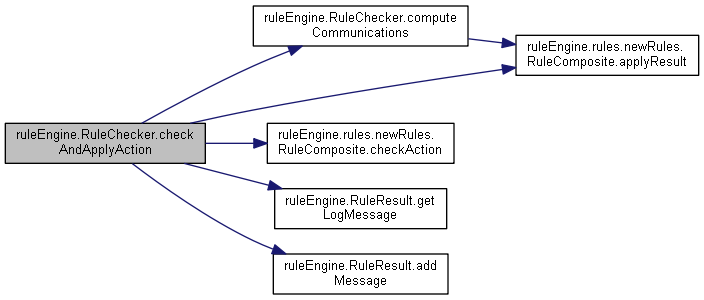 ruleEngine.RuleChecker.compute
Communications
ruleEngine.rules.newRules.
RuleComposite.applyResult
ruleEngine.RuleChecker.check
AndApplyAction
ruleEngine.rules.newRules.
RuleComposite.checkAction
ruleEngine.RuleResult.get
LogMessage
ruleEngine.RuleResult.add
Message